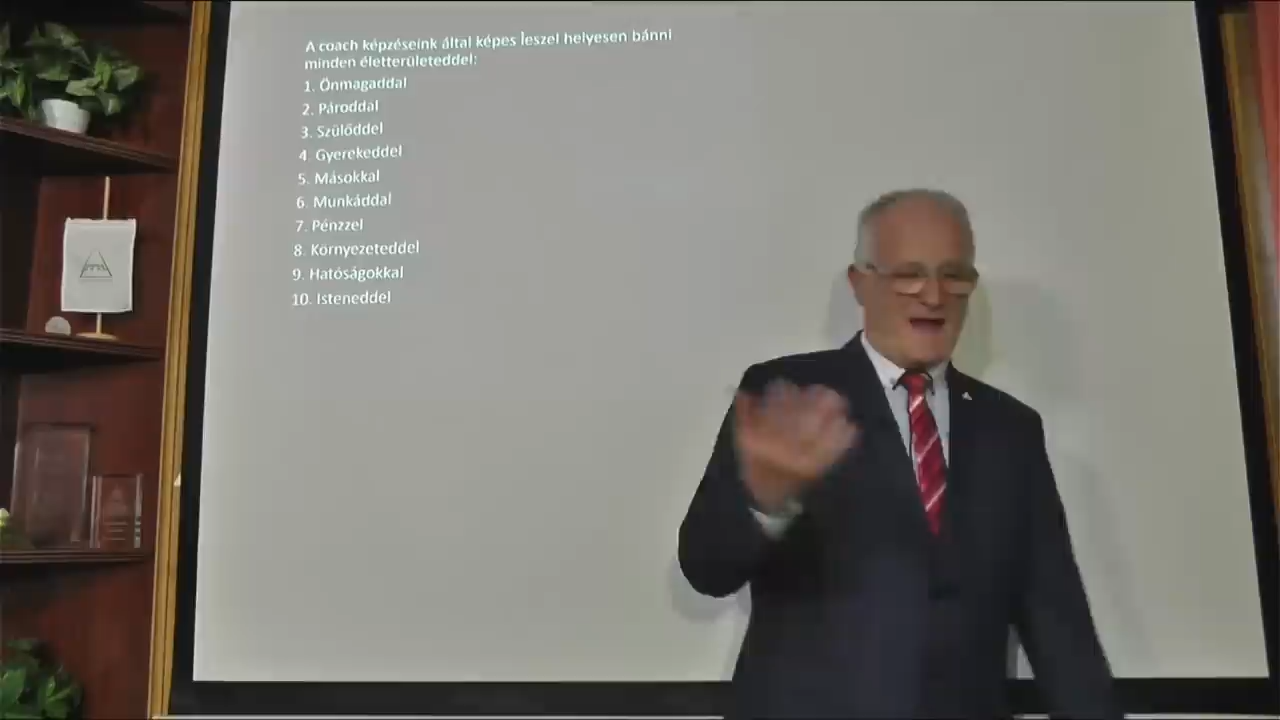 A coach képzéseink által képes leszel helyesen bánni
minden életterületeddel:
1. Önmagaddal
2. Pároddal
3. Szülőddel
4. Gyerekeddel
5. Másokkal
6. Munkáddal
7. Pénzzel
8. Környezeteddel
9. Hatóságokkal
10. Isteneddel